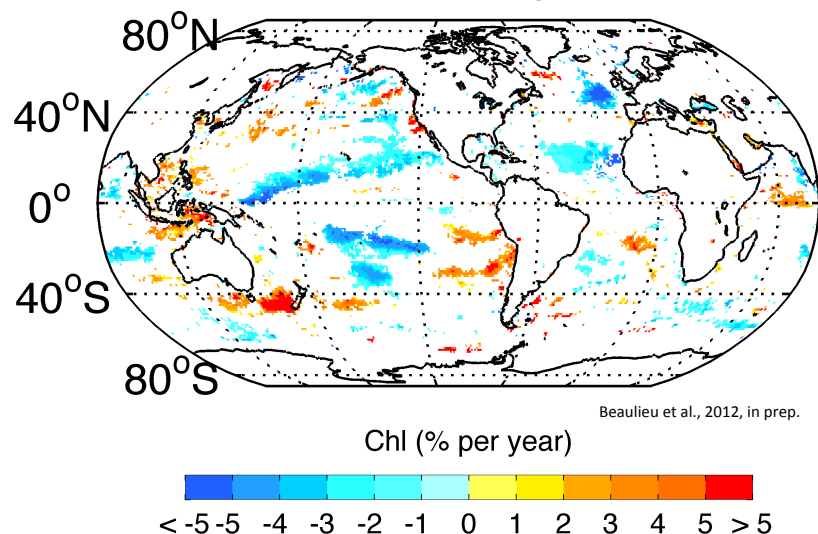 80°N
40°N
0°
40°S
80°S
Beaulieu et al., 2012, in prep.
Chl (% per year)
< -5 -5 -4 -3 -2 -1 0 1 2 3 4 5 > 5